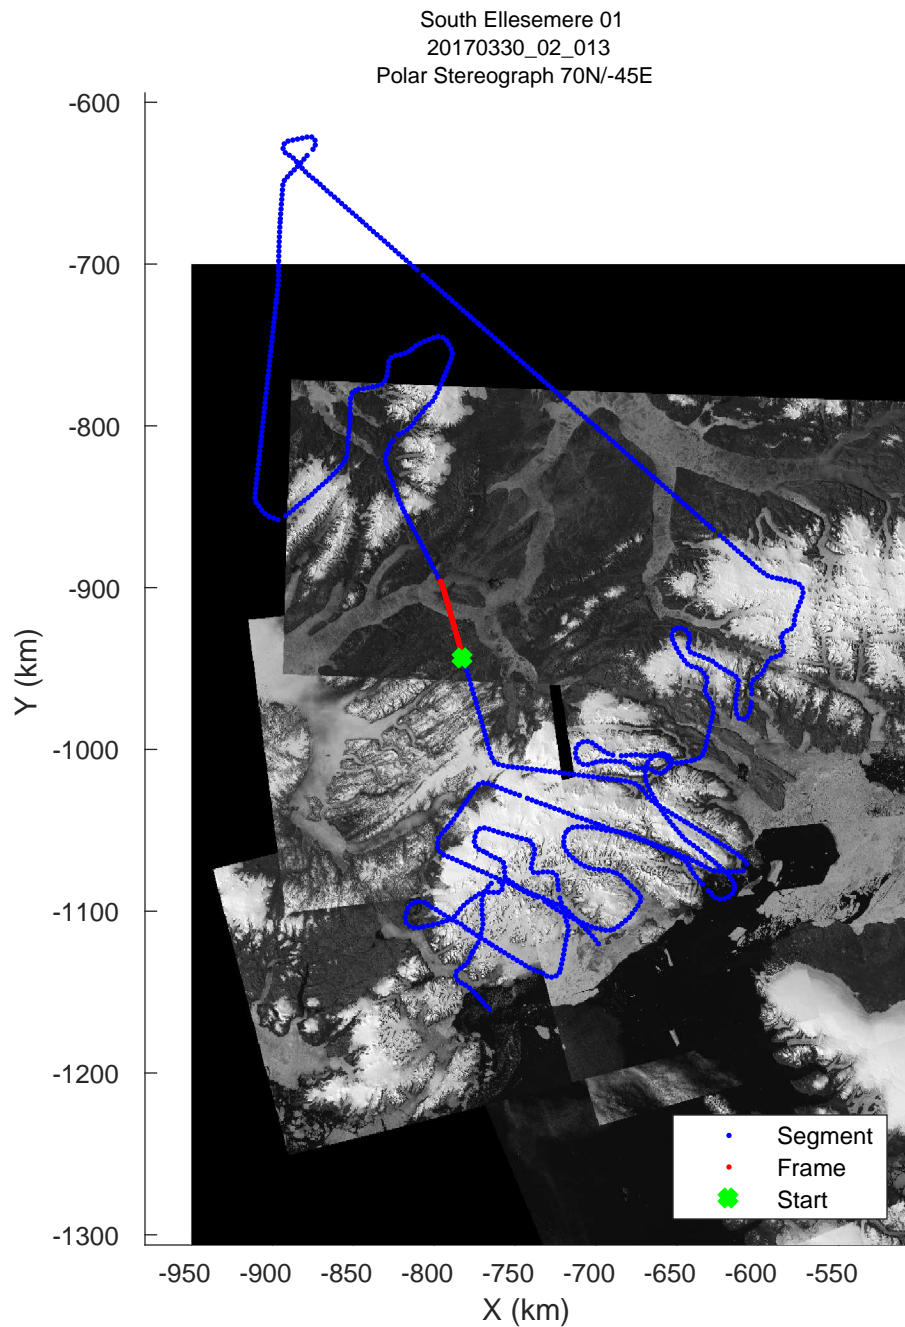 South Ellesemere 01
20170330_02_013
Polar Stereograph 70N/-45E
-600
-700
-800
-900
-1000
-1100
-1200
-1300
Y (km)
-950 -900 -850 -800 -750 -700 -650 -600 -550
X (km)
Segment
Frame
Start